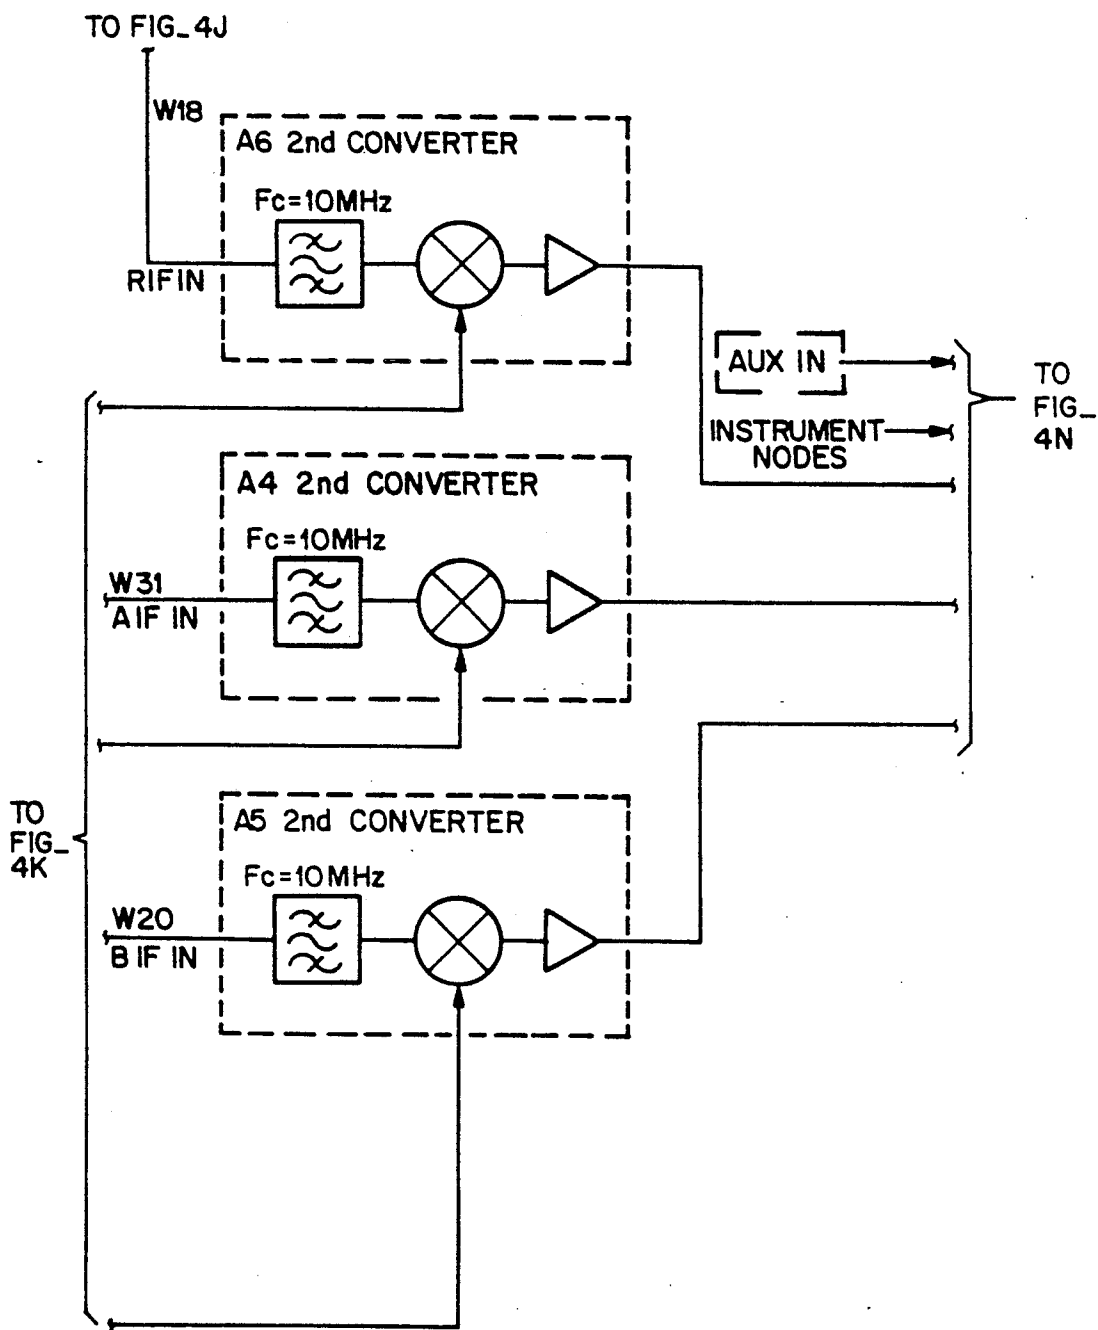 TO FIG_4J
W18
A6 2nd CONVERTER
Fc=10MHz
RIFIN
AUX IN
INSTRUMENT
NODES
TO
FIG_
4N
A4 2nd CONVERTER
Fc=10MHz
W31
A IF IN
TO
FIG_
4K
A5 2nd CONVERTER
Fc=10MHz
W20
B IF IN